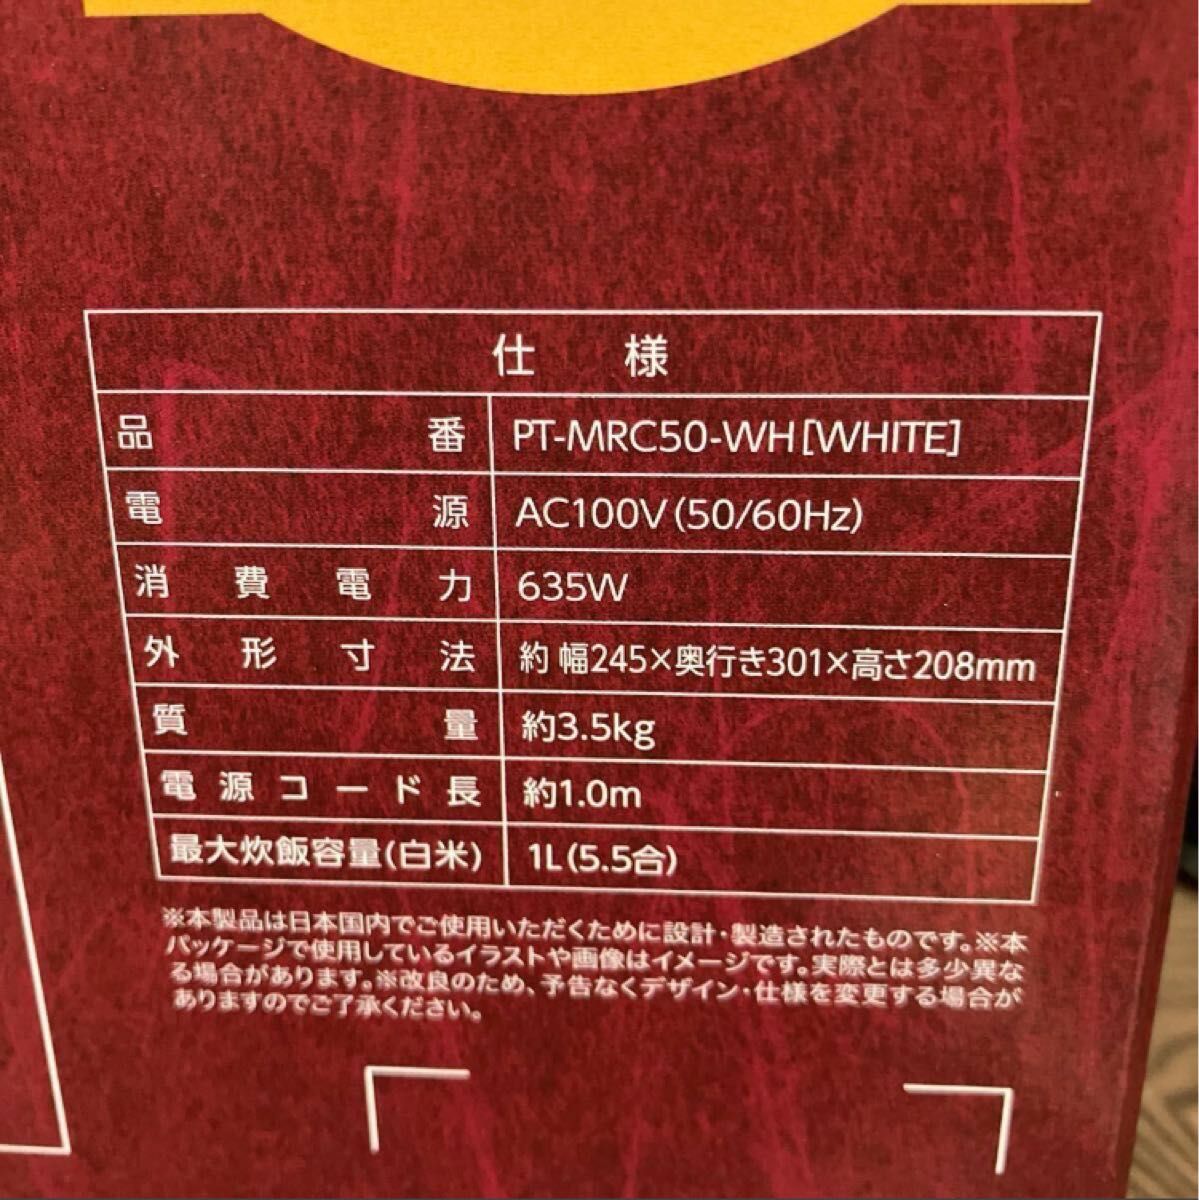 仕様
品番 PT-MRC50-WH[WHITE]
電源 AC100V(50/60Hz)
消費電力 635W
外形寸法 約 幅245×奥行き301×高さ208mm
質量 約3.5kg
電源コード長 約1.0m
最大炊飯容量(白米) 1L(5.5合)
※本製品は日本国内でご使用いただくために設計・製造されたものです。※本
パッケージで使用しているイラストや画像はイメージです。実際とは多少異な
る場合があります。※改良のため、予告なくデザイン・仕様を変更する場合が
ありますのでご了承ください。